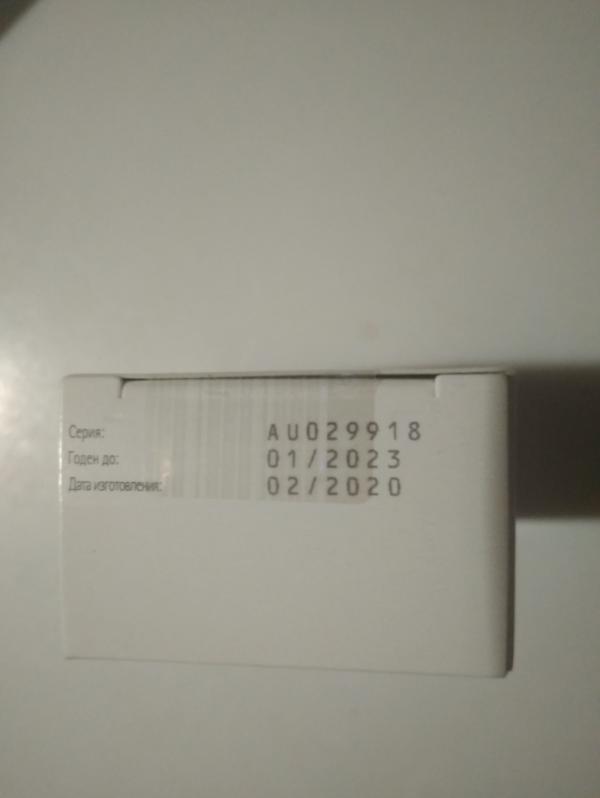 Серия: AU029918
Годен до: 01/2023
Дата изготовления: 02/2020